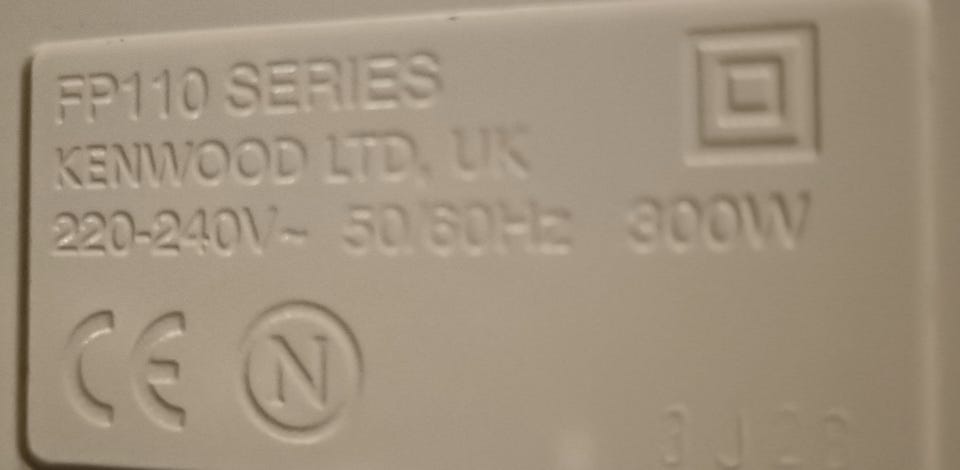 FP110 SERIES
KENWOOD LTD, UK
220-240V~ 50/60Hz 300W
CE N